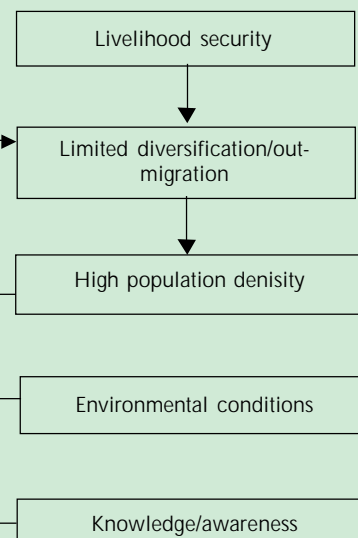 Livelihood security
Limited diversification/out-
migration
High population denisity
Environmental conditions
Knowledge/awareness